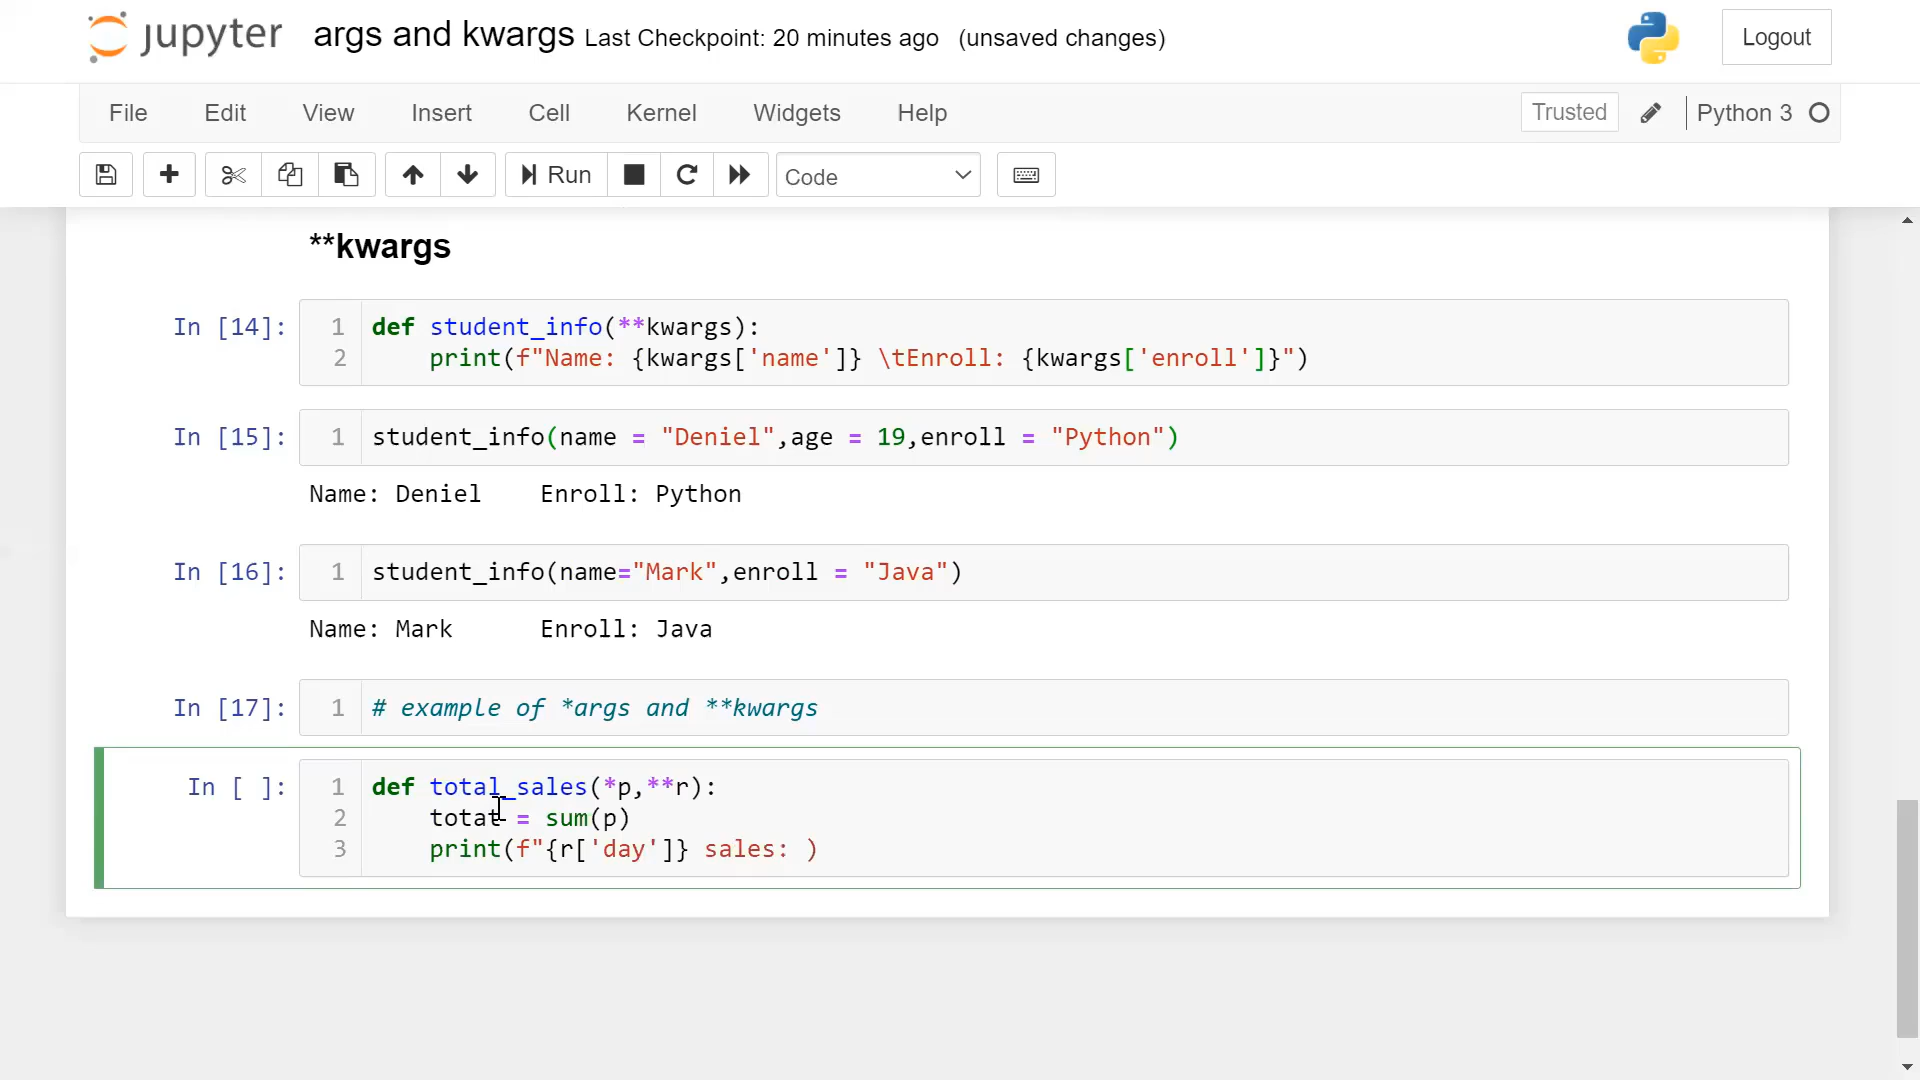 jupyter args and kwargs Last Checkpoint: 20 minutes ago (unsaved changes) Logout
File Edit View Insert Cell Kernel Widgets Help Trusted Python 3
Run Code
**kwargs
In [14]: 1 def student_info(**kwargs):
2 print(f"Name: {kwargs['name']} \tEnroll: {kwargs['enroll']}")
In [15]: 1 student_info(name = "Deniel",age = 19,enroll = "Python")
Name: Deniel Enroll: Python
In [16]: 1 student_info(name="Mark",enroll = "Java")
Name: Mark Enroll: Java
In [17]: 1 # example of *args and **kwargs
In [ ]: 1 def total_sales(*p,**r):
2 total = sum(p)
3 print(f"{r['day']} sales: )